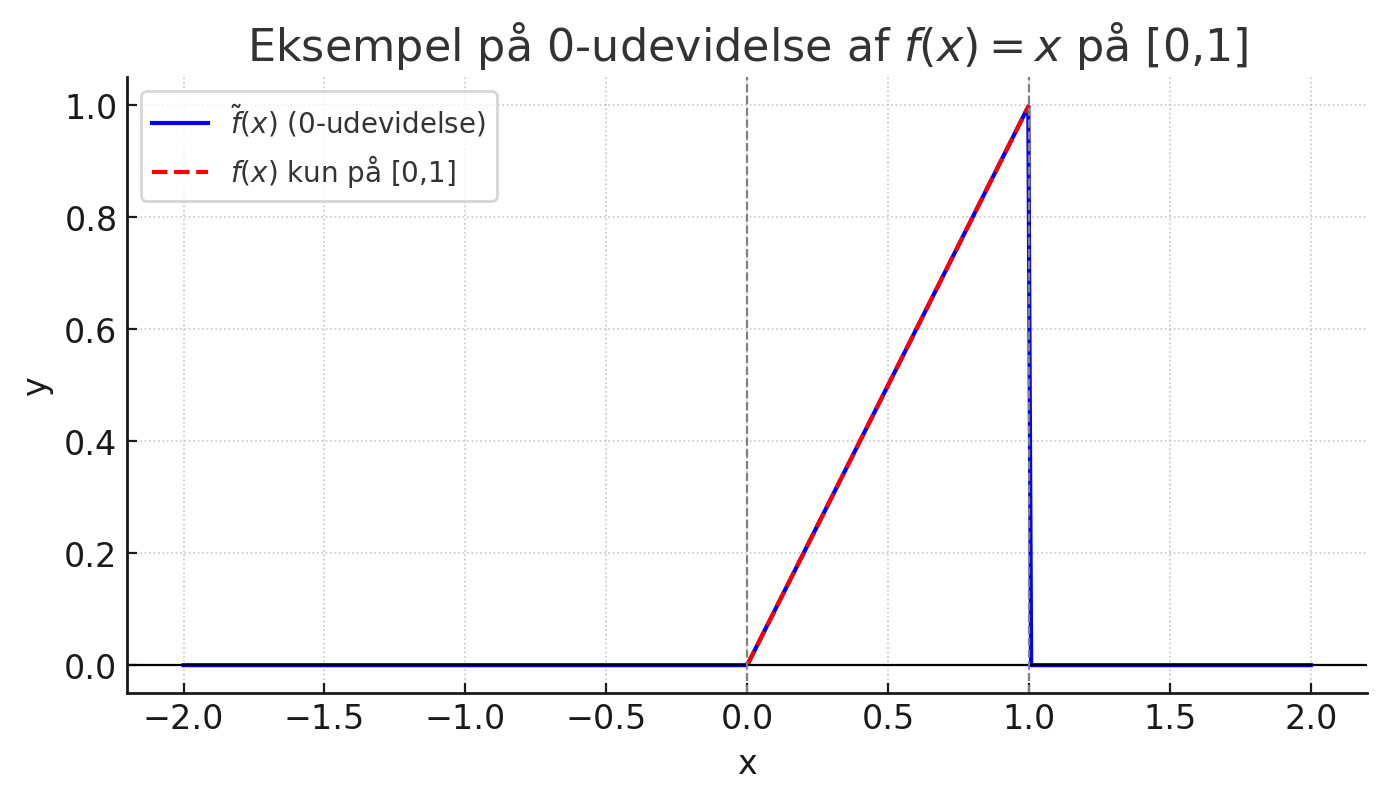 Eksempel på 0-udevidelse af f(x) = x på [0,1]
f̃(x) (0-udevidelse)
f(x) kun på [0,1]
1.0
0.8
0.6
0.4
0.2
0.0
y
−2.0 −1.5 −1.0 −0.5 0.0 0.5 1.0 1.5 2.0
x